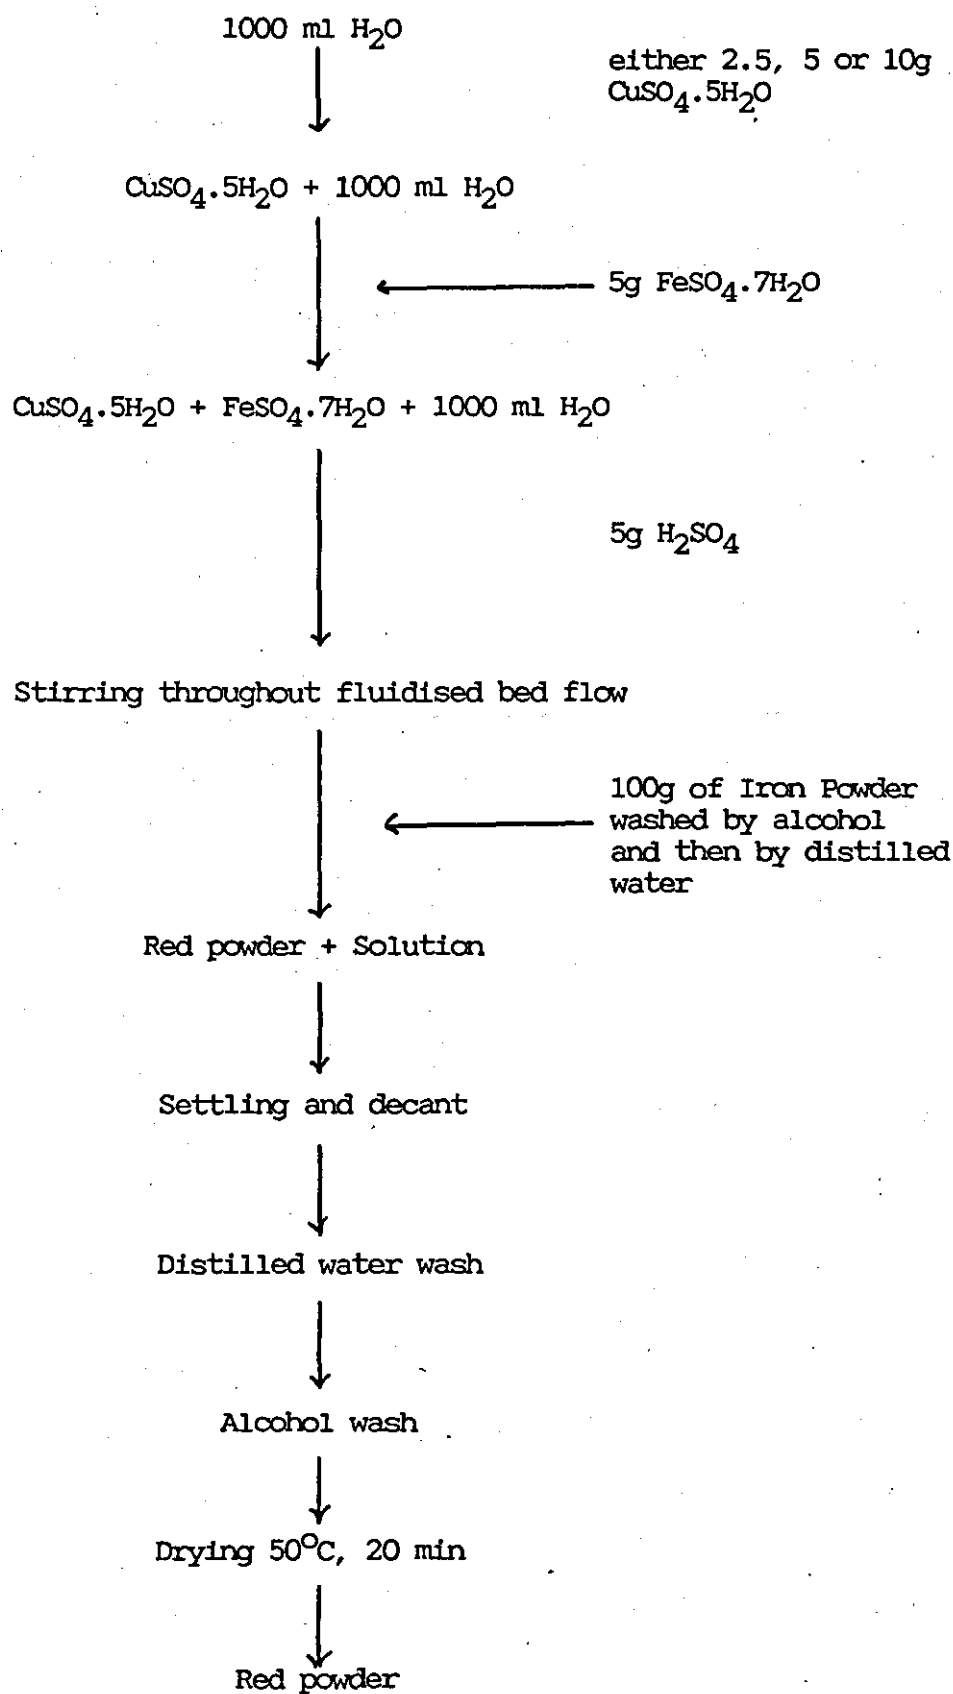 1000 ml H₂O
either 2.5, 5 or 10g
CuSO₄.5H₂O
CuSO₄.5H₂O + 1000 ml H₂O
5g FeSO₄.7H₂O
CuSO₄.5H₂O + FeSO₄.7H₂O + 1000 ml H₂O
5g H₂SO₄
Stirring throughout fluidised bed flow
100g of Iron Powder
washed by alcohol
and then by distilled
water
Red powder + Solution
Settling and decant
Distilled water wash
Alcohol wash
Drying 50°C, 20 min
Red powder